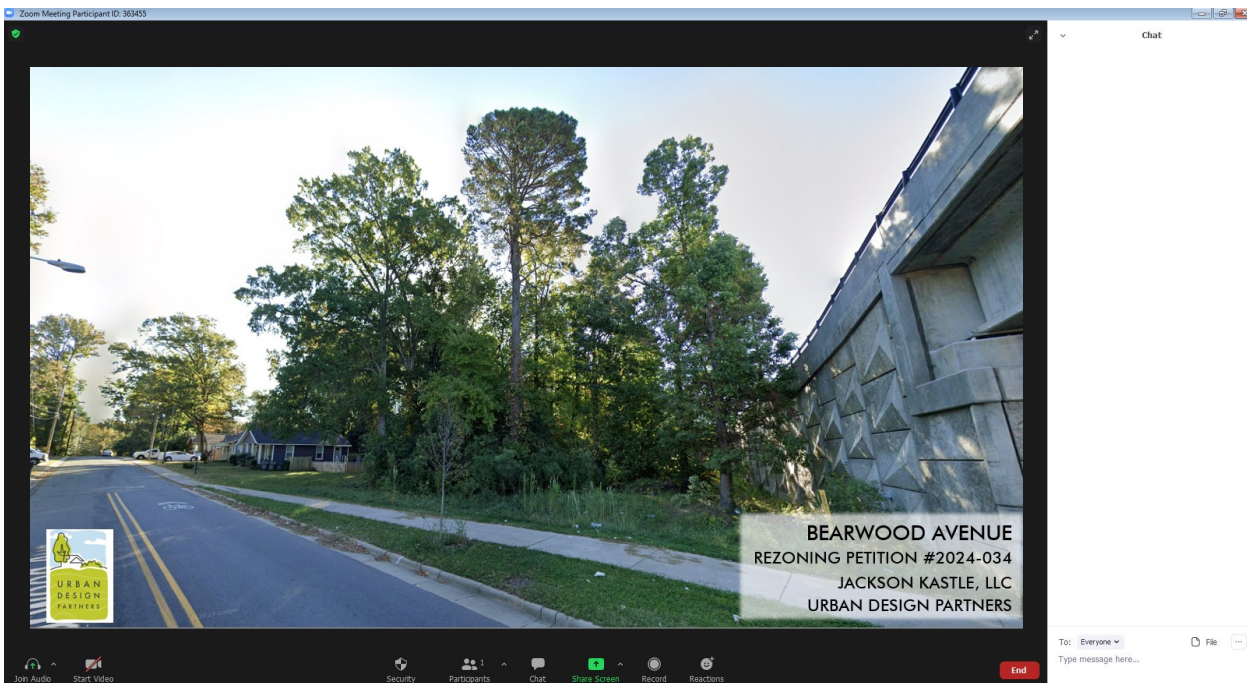 Zoom Meeting Participant ID: 363455
Chat
BEARWOOD AVENUE
REZONING PETITION #2024-034
JACKSON KASTLE, LLC
URBAN DESIGN PARTNERS
URBAN
DESIGN
PARTNERS
To: Everyone
File
Type message here...
Join Audio
Start Video
Security
Participants
1
Chat
Share Screen
Record
Reactions
End